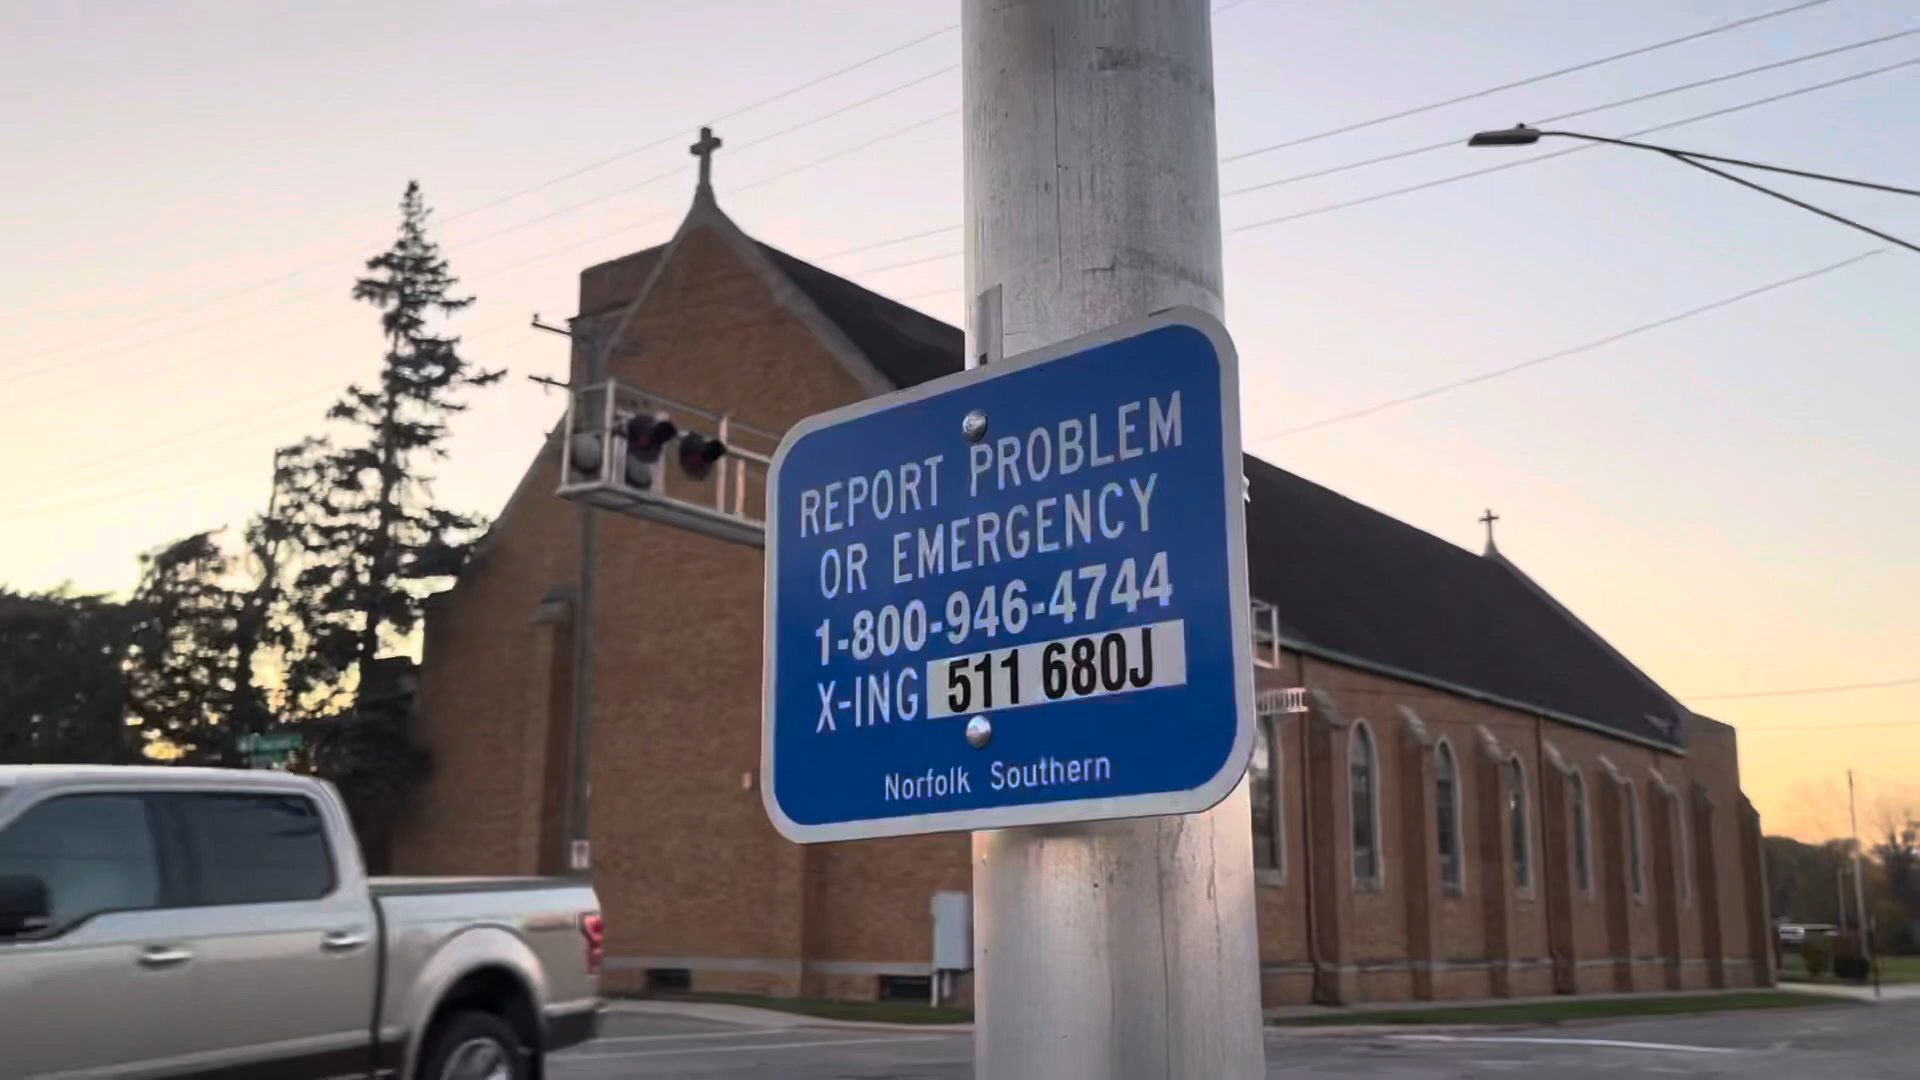 REPORT PROBLEM
OR EMERGENCY
1-800-946-4744
X-ING 511 680J
Norfolk Southern